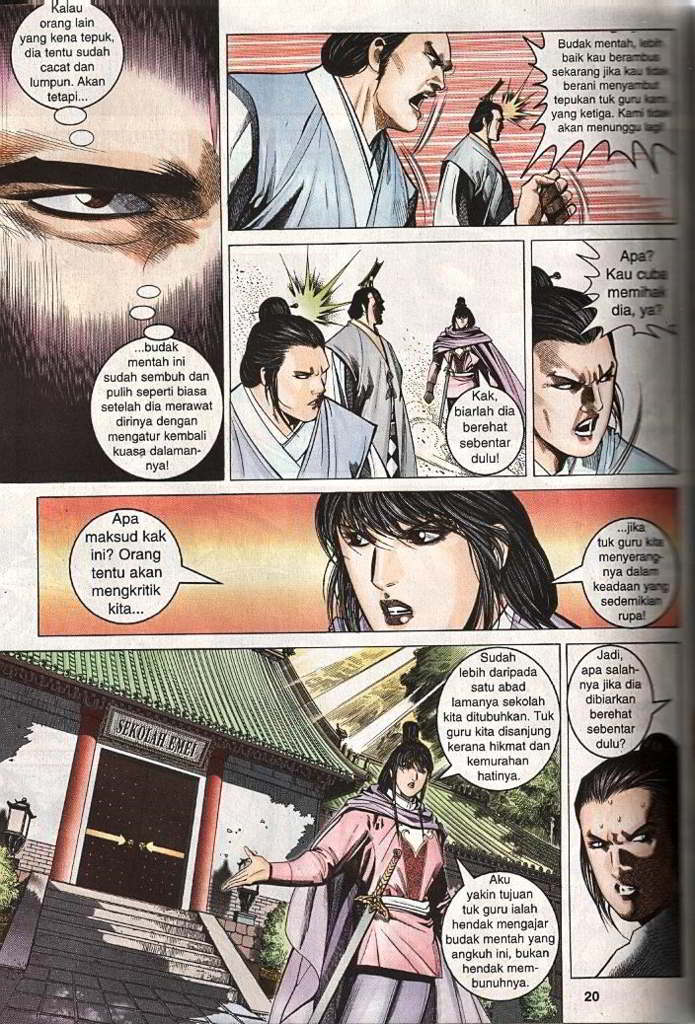 Kalau
orang lain
yang kena tepuk,
dia tentu sudah
cacat dan
lumpun. Akan
tetapi...
...budak
mentah ini
sudah sembuh dan
pulih seperti biasa
setelah dia merawat
dirinya dengan
mengatur kembali
kuasa dalaman-
nya!
Budak mentah, lebih
baik kau berambus
sekarang jika kau tidak
berani menyambut
tepukan tuk guru kami
yang ketiga. Kami tidak
akan menunggu lagi!
Kak,
biarlah dia
berehat
sebentar
dulu!
Apa?
Kau cuba
memihak
dia, ya?
Apa
maksud kak
ini? Orang
tentu akan
mengkritik
kita...
...jika
tuk guru kita
menyerang-
nya dalam
keadaan yang
sedemikian
rupa!
SEKOLAH EMEI
Sudah
lebih daripada
satu abad
lamanya sekolah
kita ditubuhkan. Tuk
guru kita disanjung
kerana hikmat dan
kemurahan
hatinya.
Aku
yakin tujuan
tuk guru ialah
hendak mengajar
budak mentah yang
angkuh ini, bukan
hendak mem-
bunuhnya.
Jadi,
apa salah-
nya jika dia
dibiarkan
berehat
sebentar
dulu?
20